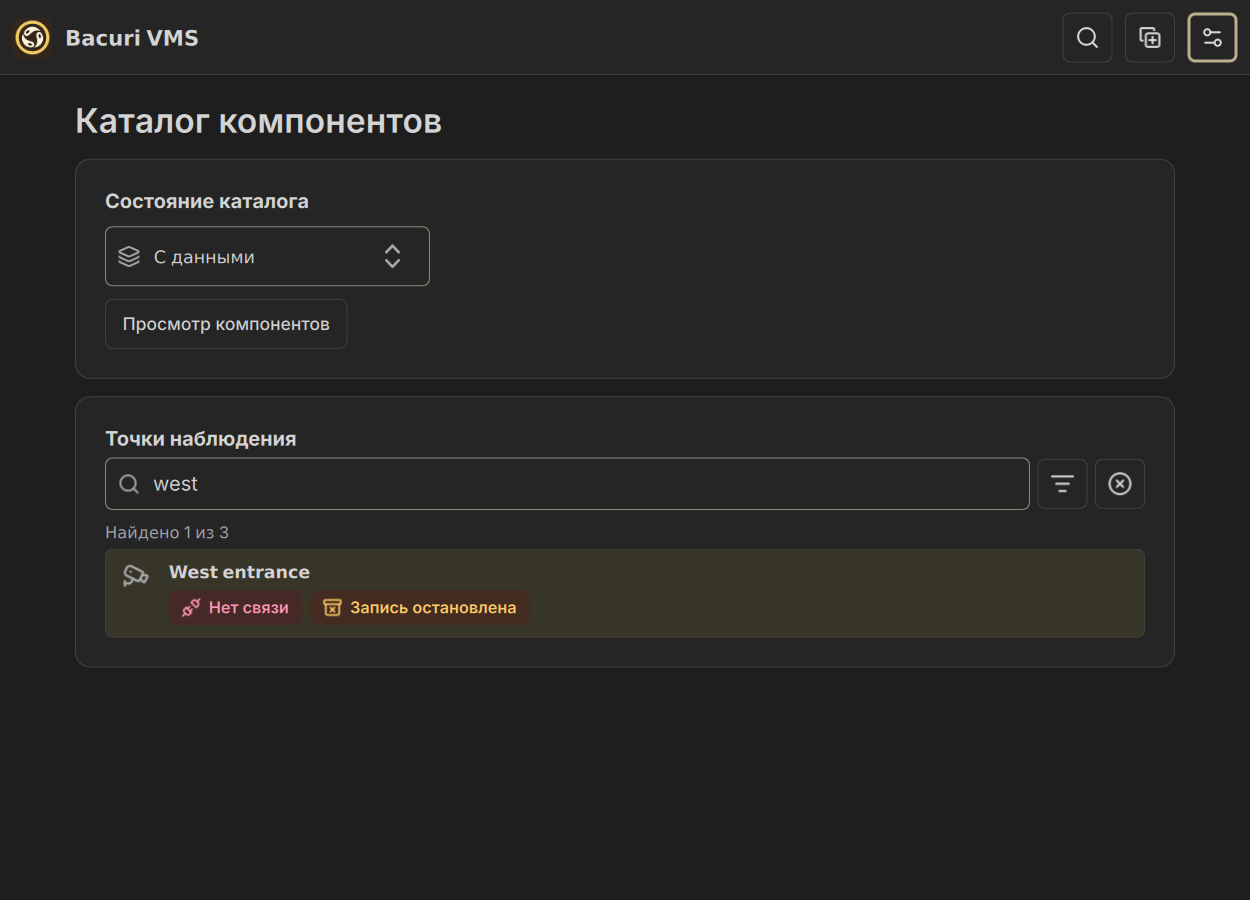 Bacuri VMS
Каталог компонентов
Состояние каталога
С данными
Просмотр компонентов
Точки наблюдения
west
Найдено 1 из 3
West entrance
Нет связи
Запись остановлена